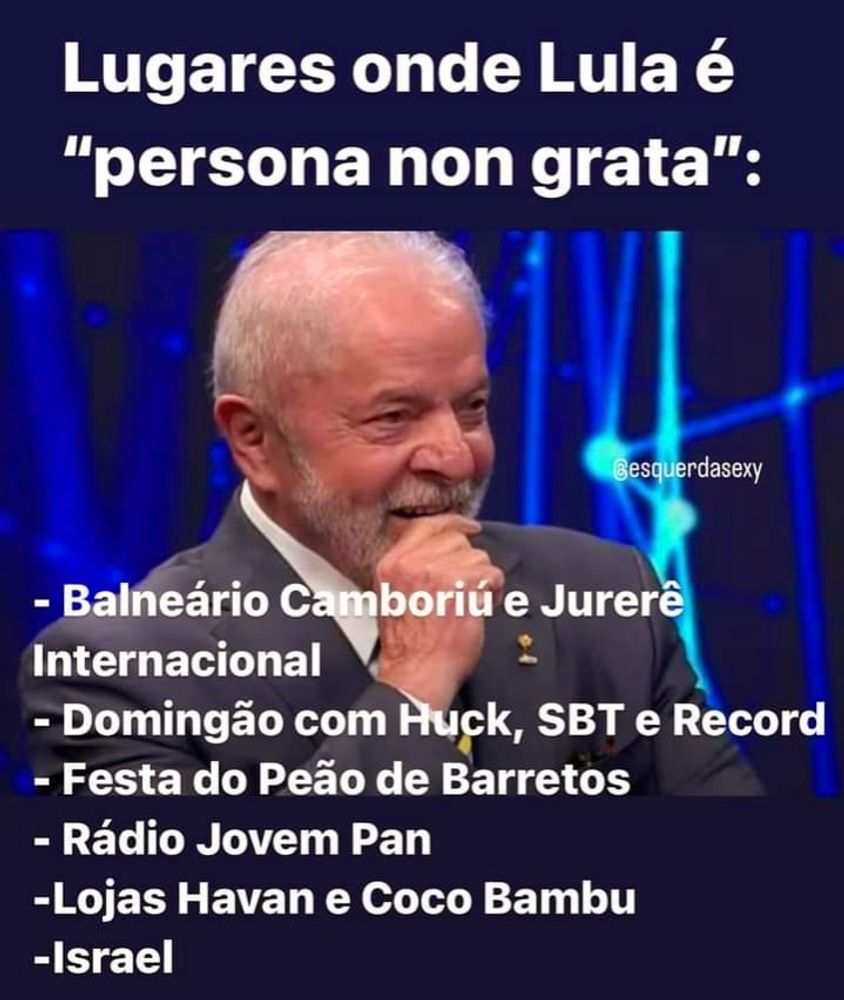 Lugares onde Lula é
“persona non grata”:
@esquerdasexy
- Balneário Camboriú e Jurerê
Internacional
- Domingão com Huck, SBT e Record
- Festa do Peão de Barretos
- Rádio Jovem Pan
-Lojas Havan e Coco Bambu
-Israel